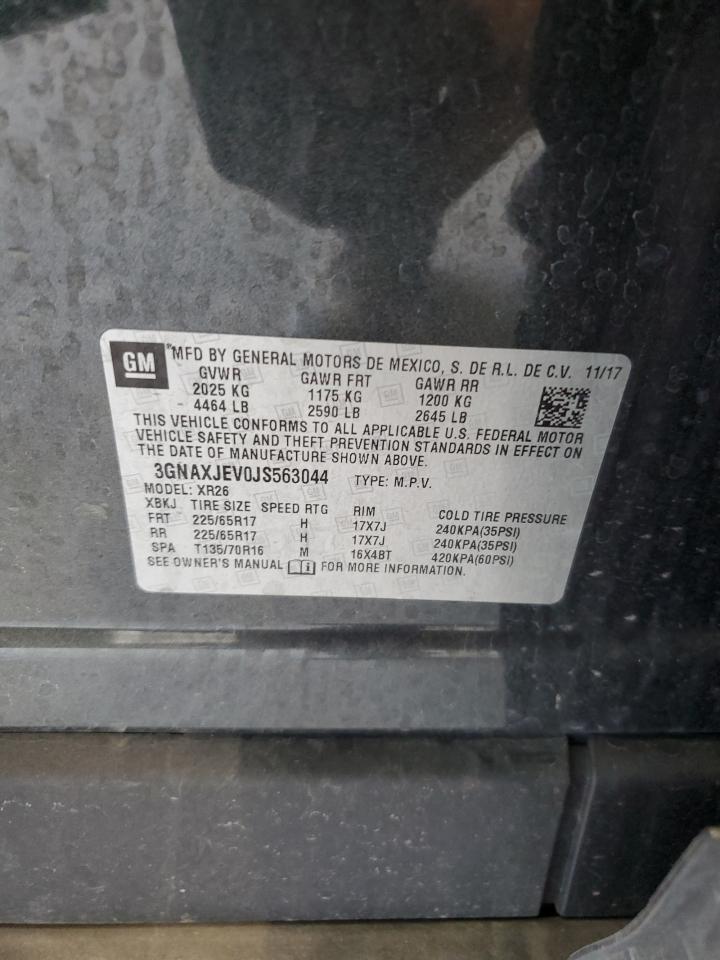 GM MFD BY GENERAL MOTORS DE MEXICO, S. DE R.L. DE C.V. 11/17
GVWR GAWR FRT GAWR RR
2025 KG 1175 KG 1200 KG
4464 LB 2590 LB 2645 LB
THIS VEHICLE CONFORMS TO ALL APPLICABLE U.S. FEDERAL MOTOR
VEHICLE SAFETY AND THEFT PREVENTION STANDARDS IN EFFECT ON
THE DATE OF MANUFACTURE SHOWN ABOVE.
3GNAXJEV0JS563044 TYPE: M.P.V.
MODEL: XR26
XBKJ TIRE SIZE SPEED RTG RIM COLD TIRE PRESSURE
FRT 225/65R17 H 17X7J 240KPA(35PSI)
RR 225/65R17 H 17X7J 240KPA(35PSI)
SPA T135/70R16 M 16X4BT 420KPA(60PSI)
SEE OWNER'S MANUAL FOR MORE INFORMATION.